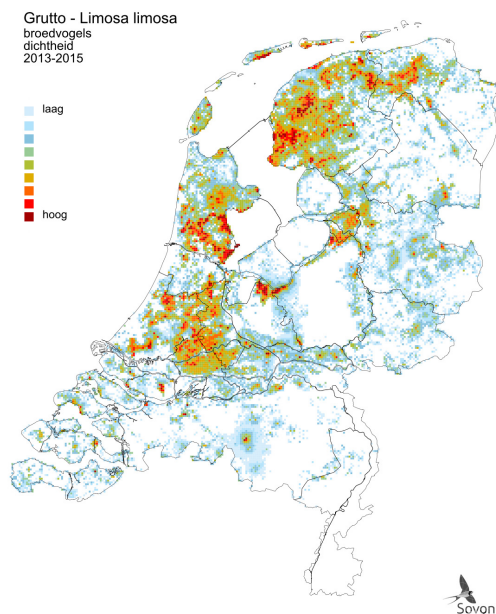 Grutto - Limosa limosa
broedvogels
dichtheid
2013-2015
laag
hoog
Sovon